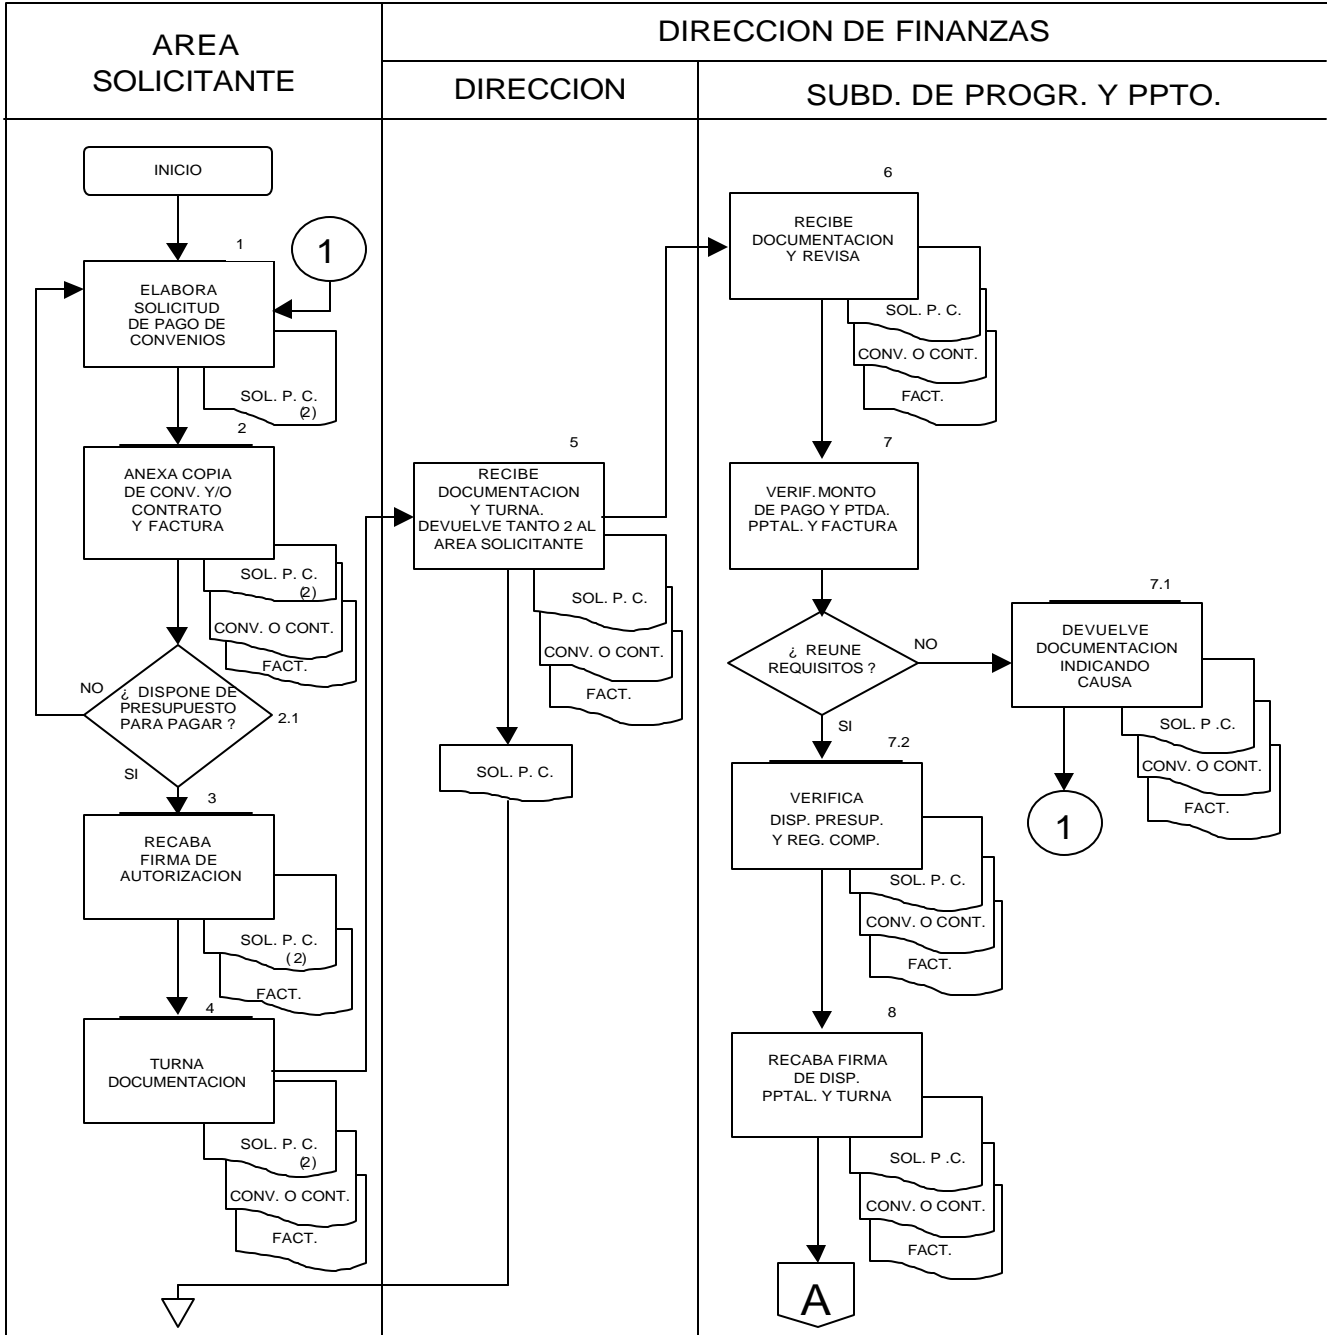 AREA
SOLICITANTE
DIRECCION DE FINANZAS
DIRECCION
SUBD. DE PROGR. Y PPTO.
INICIO
1
1
ELABORA
SOLICITUD
DE PAGO DE
CONVENIOS
SOL. P. C.
(2)
2
ANEXA COPIA
DE CONV. Y/O
CONTRATO
Y FACTURA
SOL. P. C.
(2)
CONV. O CONT.
FACT.
NO
¿ DISPONE DE
PRESUPUESTO
PARA PAGAR ?
2.1
SI
3
RECABA
FIRMA DE
AUTORIZACION
SOL. P. C.
(2)
FACT.
4
TURNA
DOCUMENTACION
SOL. P. C.
(2)
CONV. O CONT.
FACT.
5
RECIBE
DOCUMENTACION
Y TURNA.
DEVUELVE TANTO 2 AL
AREA SOLICITANTE
SOL. P. C.
CONV. O CONT.
FACT.
SOL. P. C.
6
RECIBE
DOCUMENTACION
Y REVISA
SOL. P. C.
CONV. O CONT.
FACT.
7
VERIF. MONTO
DE PAGO Y PTDA.
PPTAL. Y FACTURA
¿ REUNE
REQUISITOS ?
NO
SI
7.1
DEVUELVE
DOCUMENTACION
INDICANDO
CAUSA
SOL. P .C.
CONV. O CONT.
FACT.
1
7.2
VERIFICA
DISP. PRESUP.
Y REG. COMP.
SOL. P. C.
CONV. O CONT.
FACT.
8
RECABA FIRMA
DE DISP.
PPTAL. Y TURNA
SOL. P .C.
CONV. O CONT.
FACT.
A